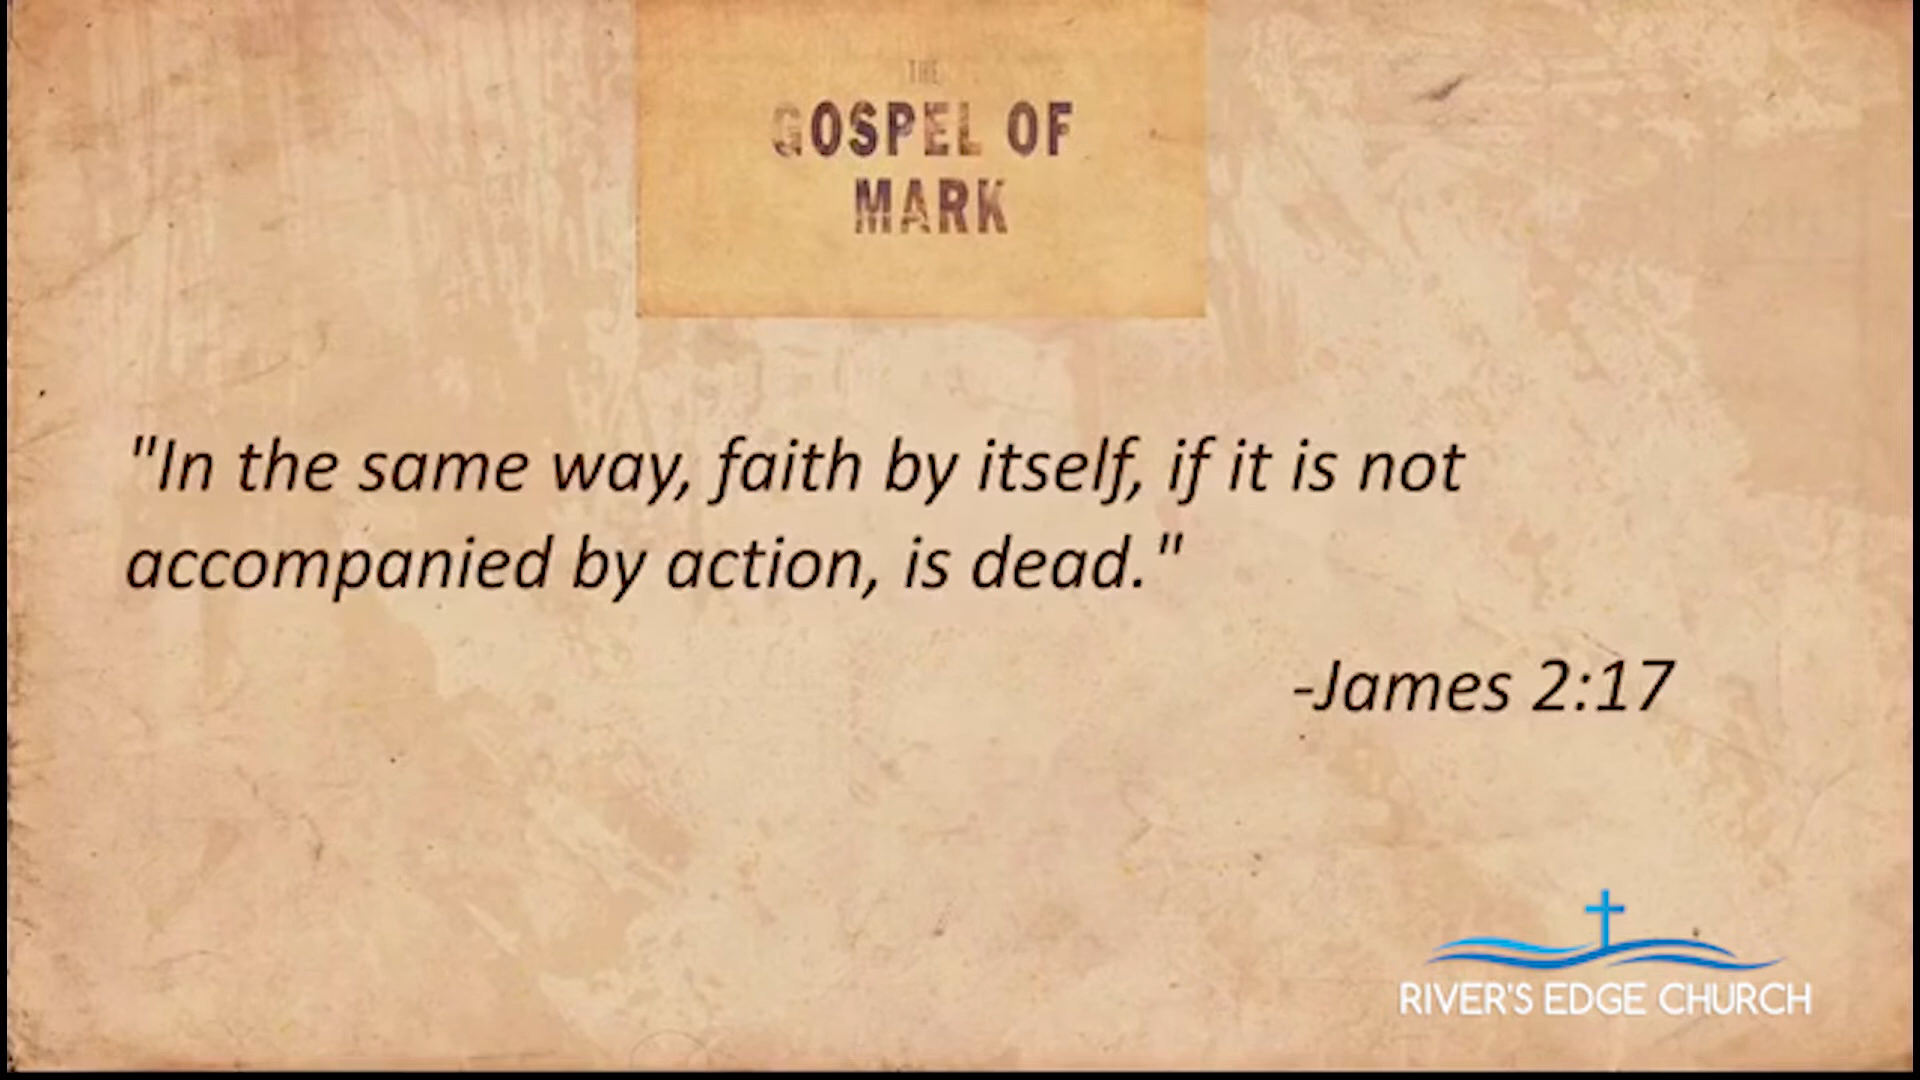 THE
GOSPEL OF
MARK
"In the same way, faith by itself, if it is not
accompanied by action, is dead."
-James 2:17
RIVER'S EDGE CHURCH